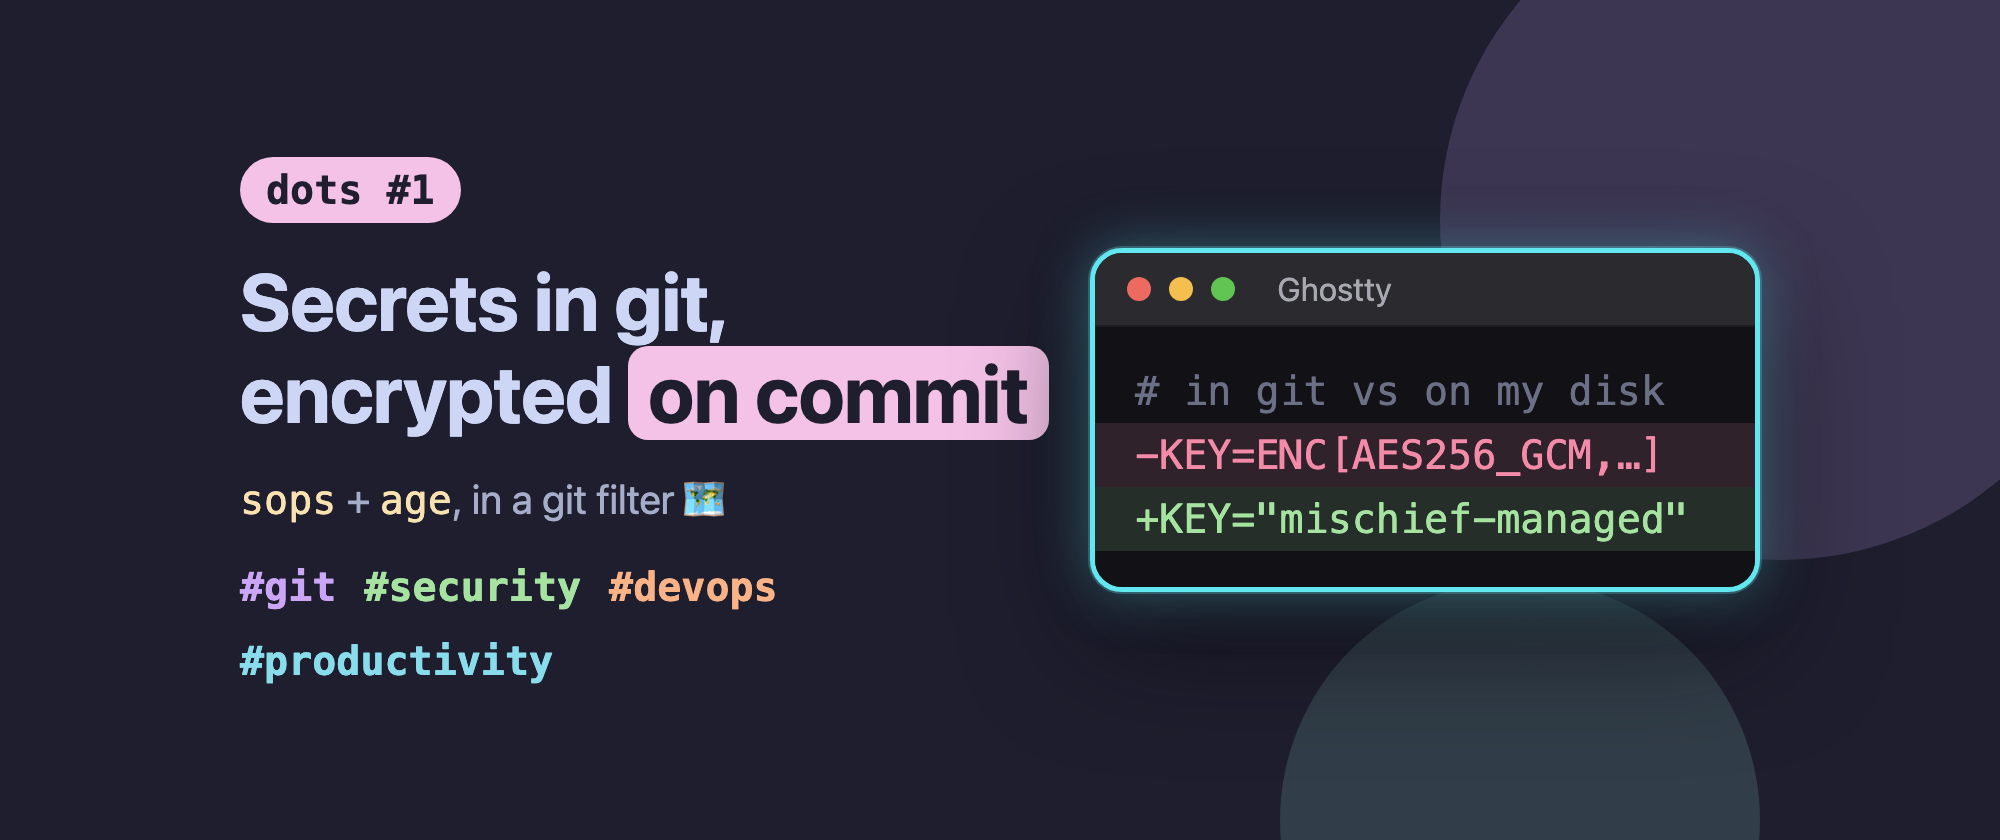 dots #1
Secrets in git,
encrypted on commit
sops + age, in a git filter 🗺️
#git #security #devops
#productivity
Ghostty
# in git vs on my disk
-KEY=ENC[AES256_GCM,…]
+KEY="mischief-managed"